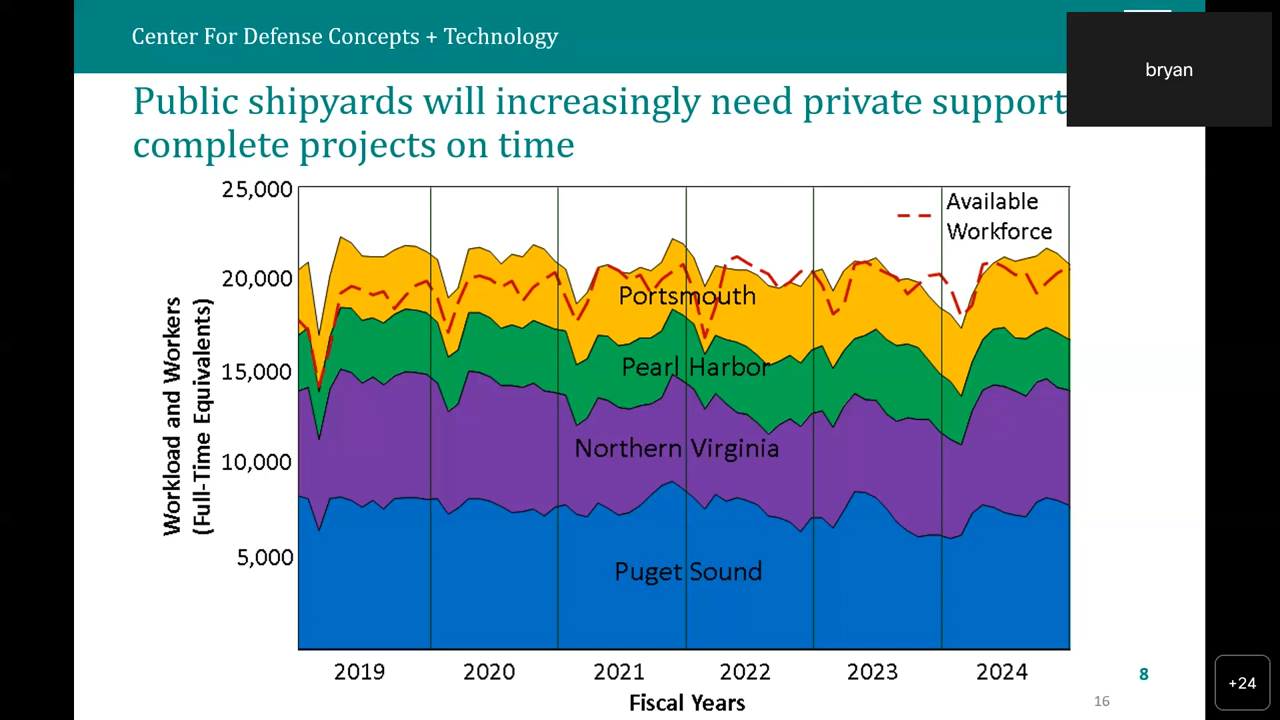 Center For Defense Concepts + Technology
bryan
Public shipyards will increasingly need private support
complete projects on time
25,000
20,000
15,000
10,000
5,000
Workload and Workers
(Full-Time Equivalents)
Available
Workforce
Portsmouth
Pearl Harbor
Northern Virginia
Puget Sound
2019 2020 2021 2022 2023 2024
Fiscal Years
8
16
+24